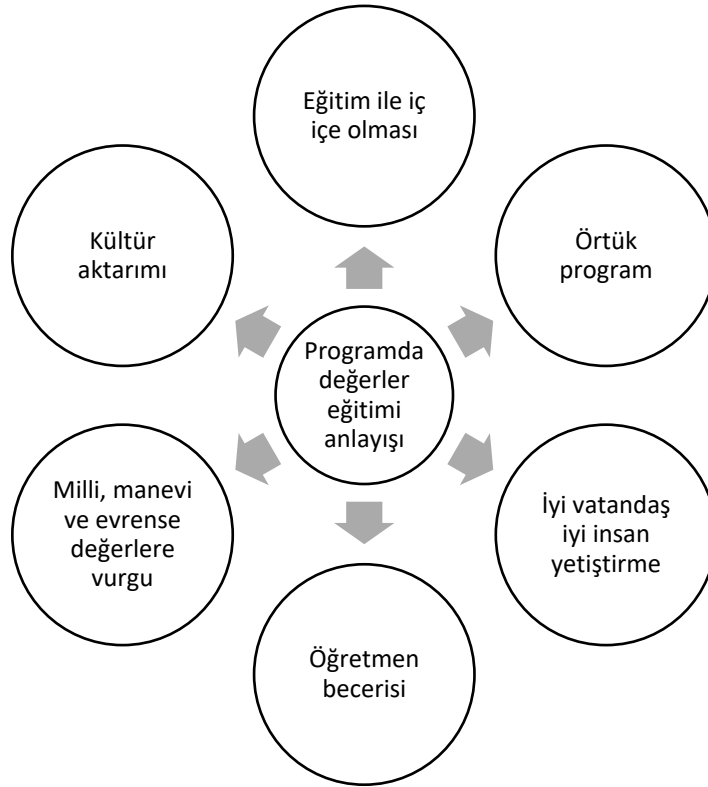 Eğitim ile iç
içe olması
Kültür
aktarımı
Örtük
program
Programda
değerler
eğitimi
anlayışı
Milli, manevi
ve evrense
değerlere
vurgu
İyi vatandaş
iyi insan
yetiştirme
Öğretmen
becerisi